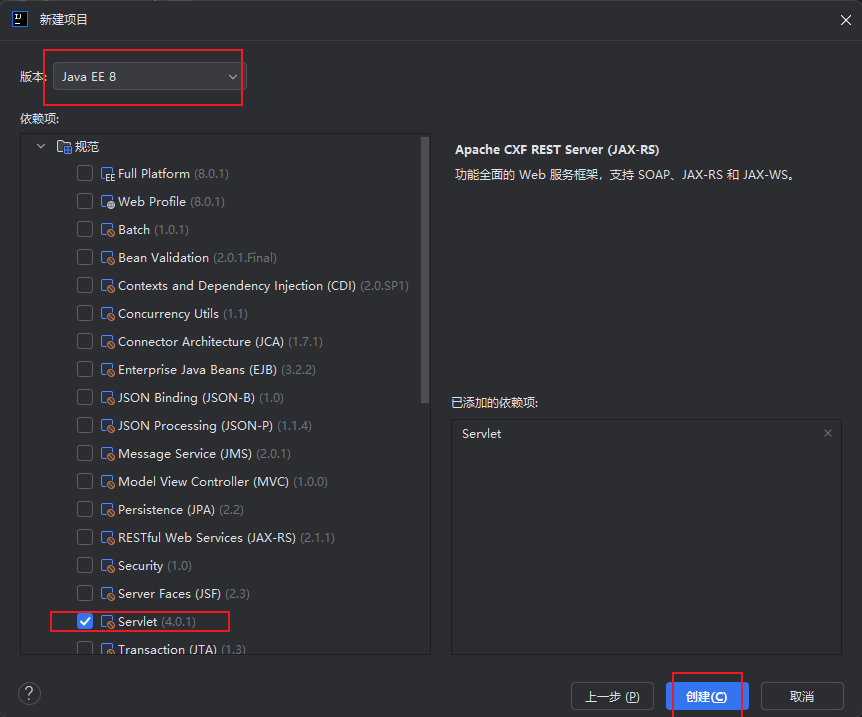 新建项目
版本:
Java EE 8
依赖项:
规范
Full Platform (8.0.1)
Web Profile (8.0.1)
Batch (1.0.1)
Bean Validation (2.0.1.Final)
Contexts and Dependency Injection (CDI) (2.0.SP1)
Concurrency Utils (1.1)
Connector Architecture (JCA) (1.7.1)
Enterprise Java Beans (EJB) (3.2.2)
JSON Binding (JSON-B) (1.0)
JSON Processing (JSON-P) (1.1.4)
Message Service (JMS) (2.0.1)
Model View Controller (MVC) (1.0.0)
Persistence (JPA) (2.2)
RESTful Web Services (JAX-RS) (2.1.1)
Security (1.0)
Server Faces (JSF) (2.3)
Servlet (4.0.1)
Transaction (JTA) (1.3)
Apache CXF REST Server (JAX-RS)
功能全面的 Web 服务框架，支持 SOAP、JAX-RS 和 JAX-WS。
已添加的依赖项:
Servlet
?
上一步 (P)
创建(C)
取消